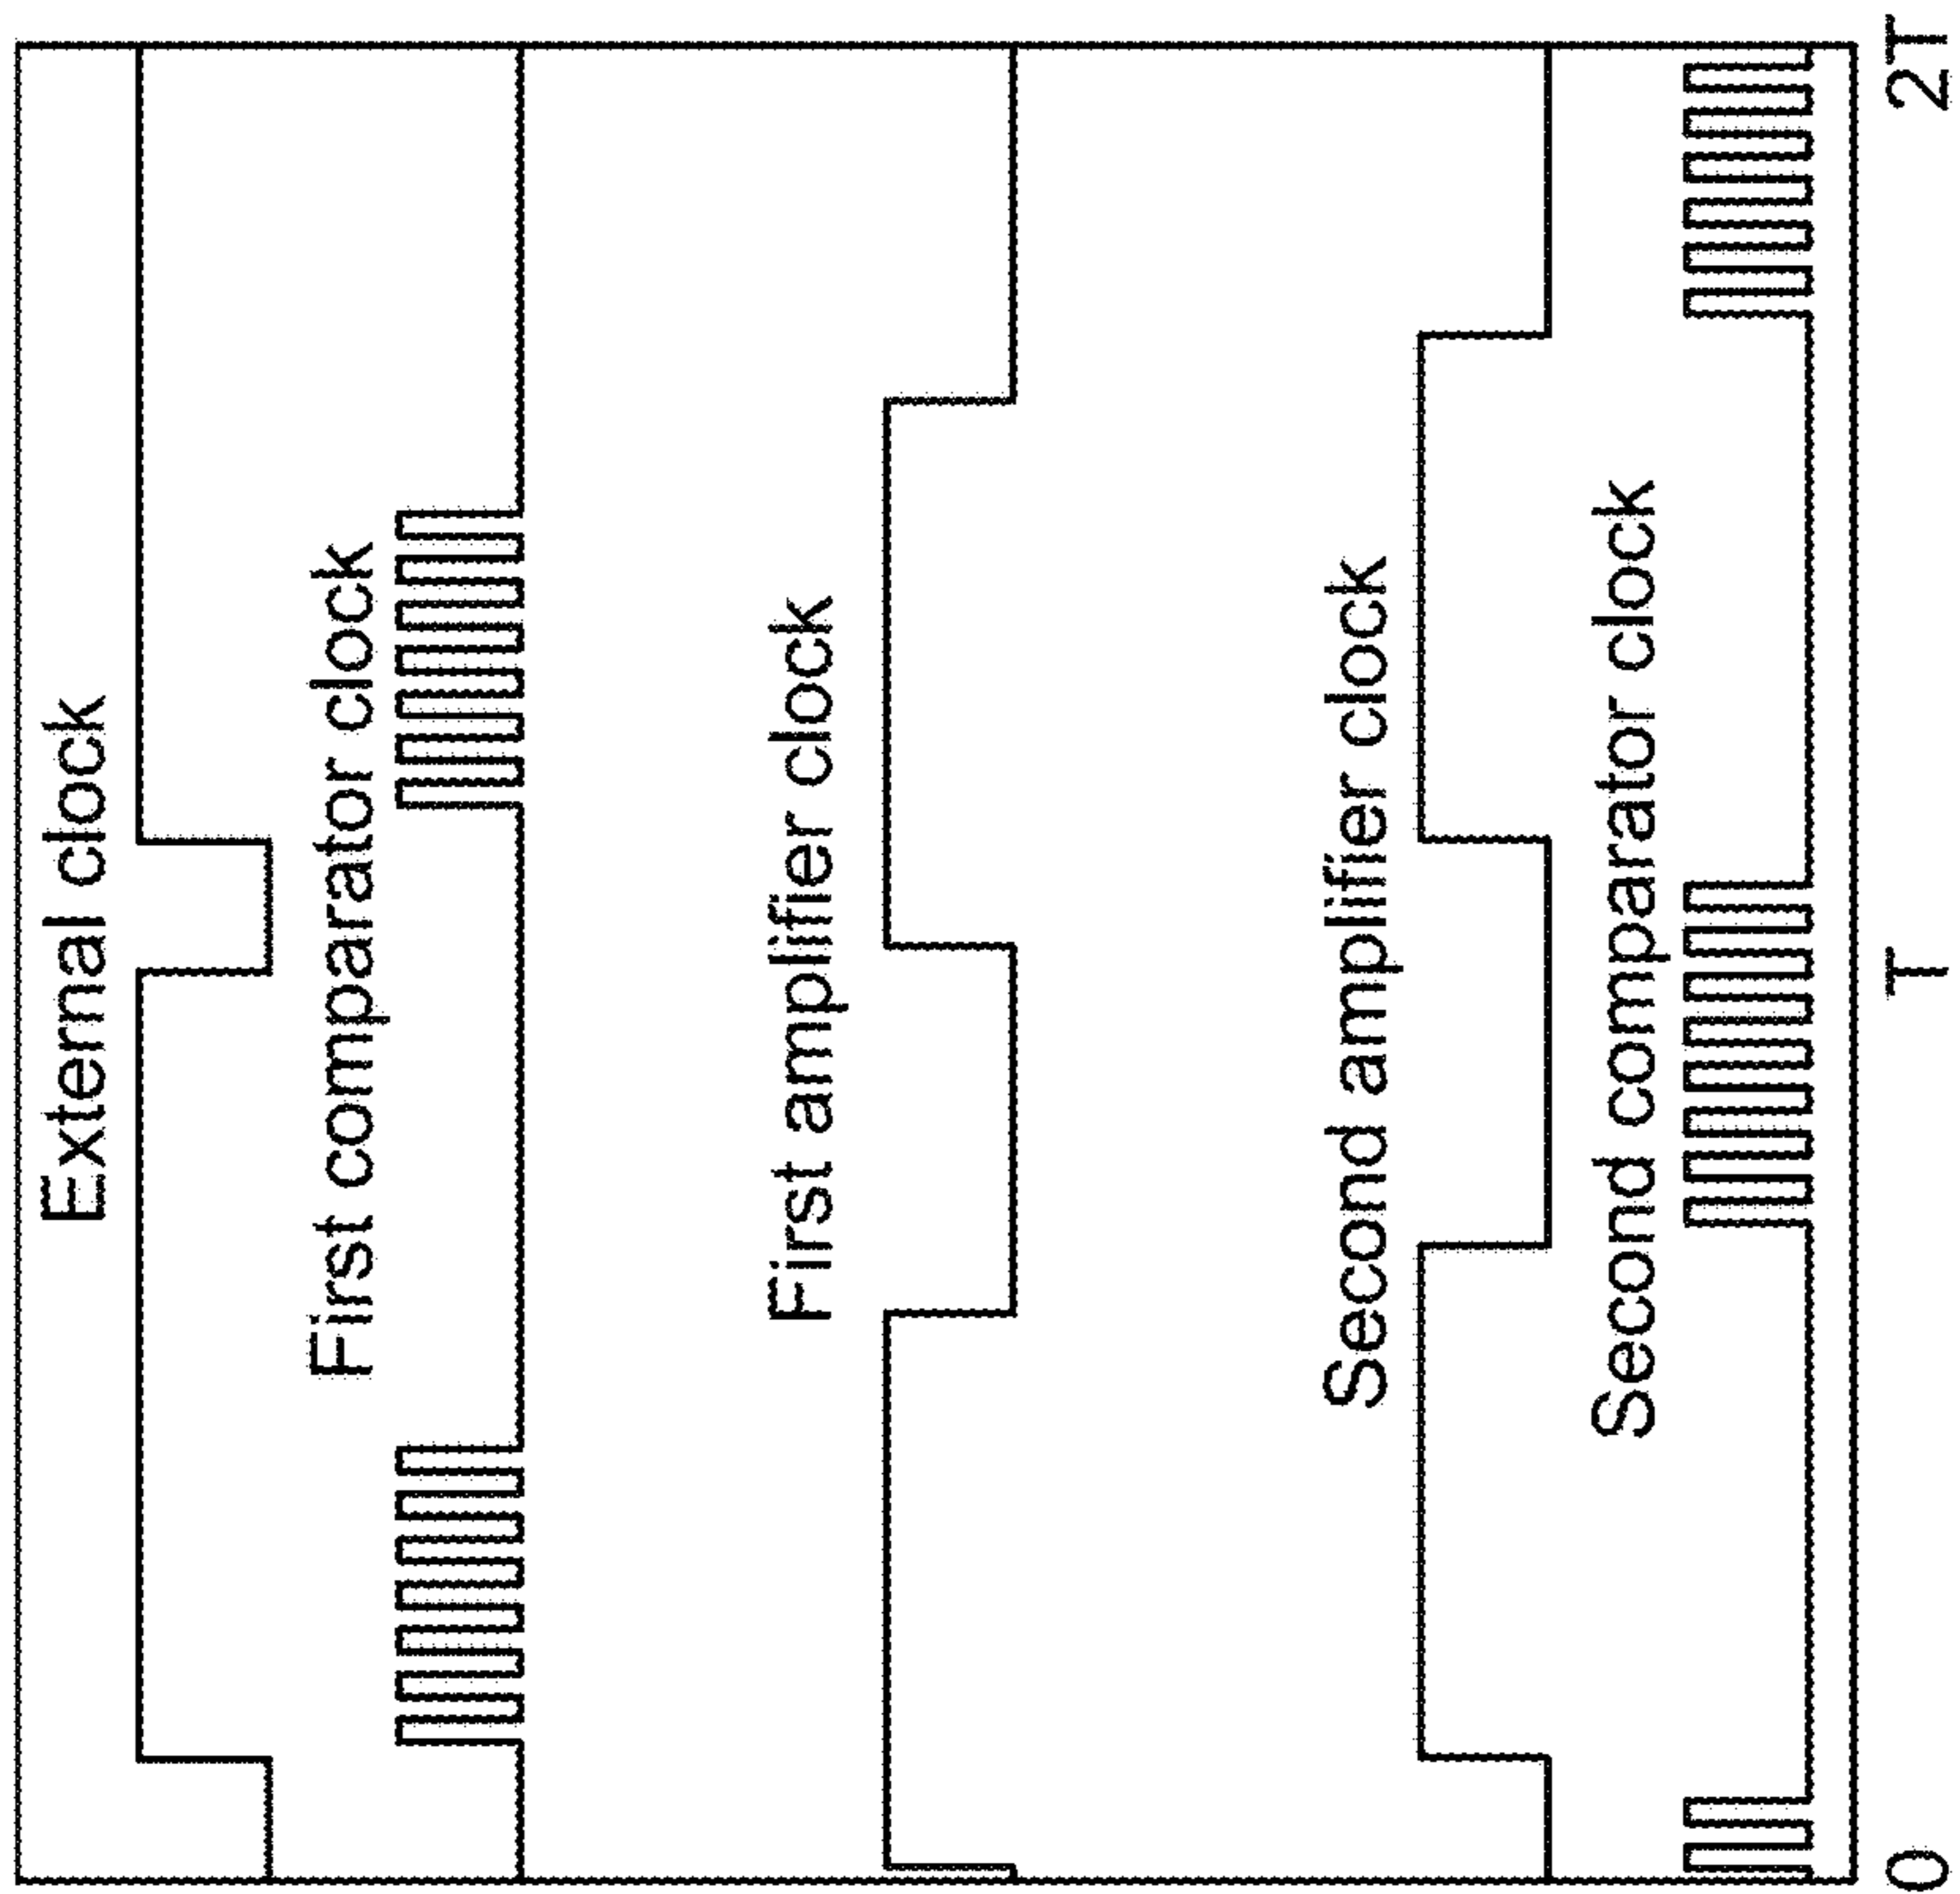 External clock
First comparator clock
First amplifier clock
Second amplifier clock
Second comparator clock
0 T 2T